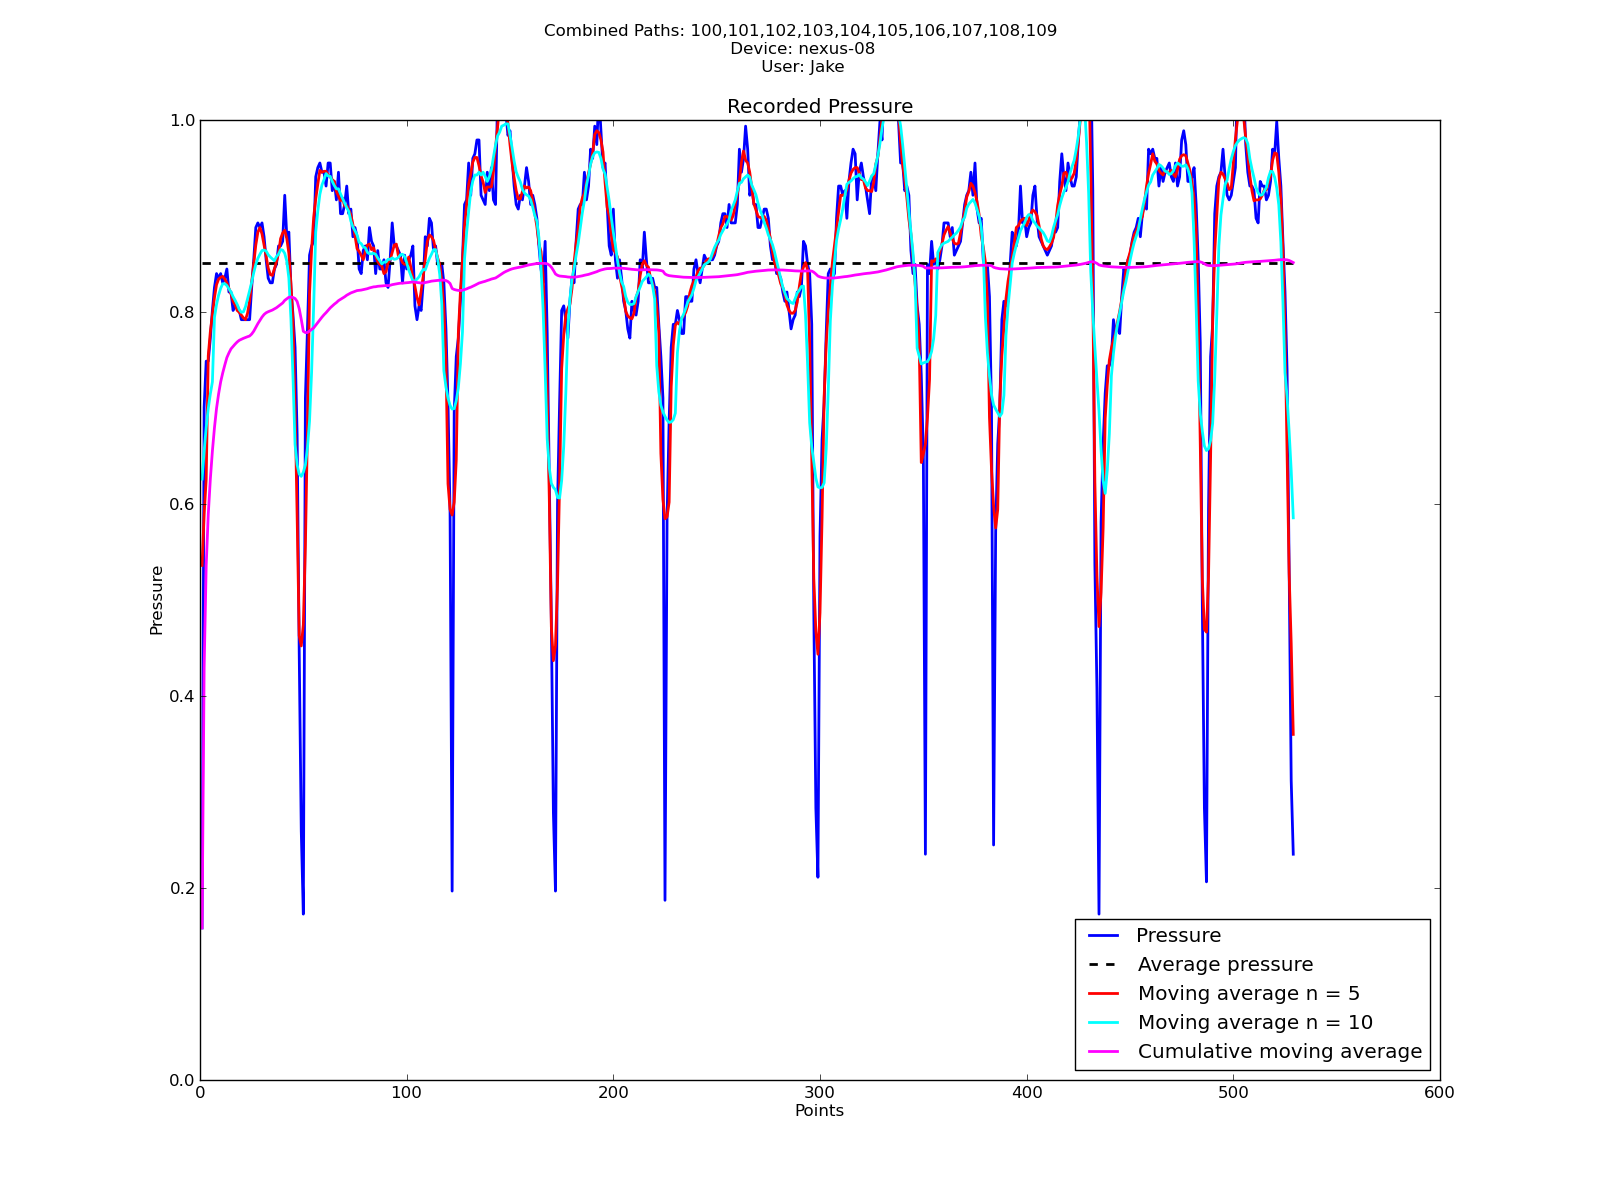 Combined Paths: 100,101,102,103,104,105,106,107,108,109
Device: nexus-08
User: Jake
Recorded Pressure
1.0
0.8
0.6
0.4
0.2
0.0
Pressure
0
100
200
300
400
500
600
Points
Pressure
Average pressure
Moving average n = 5
Moving average n = 10
Cumulative moving average